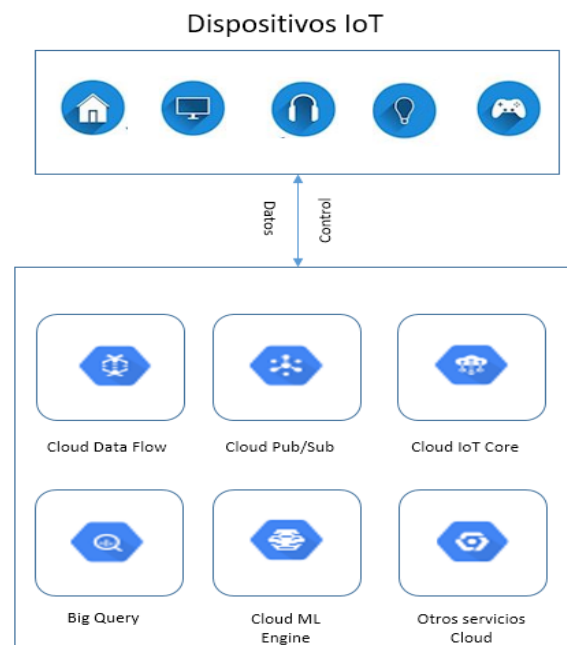 Dispositivos IoT
Datos
Control
Cloud Data Flow
Cloud Pub/Sub
Cloud IoT Core
Big Query
Cloud ML
Engine
Otros servicios
Cloud